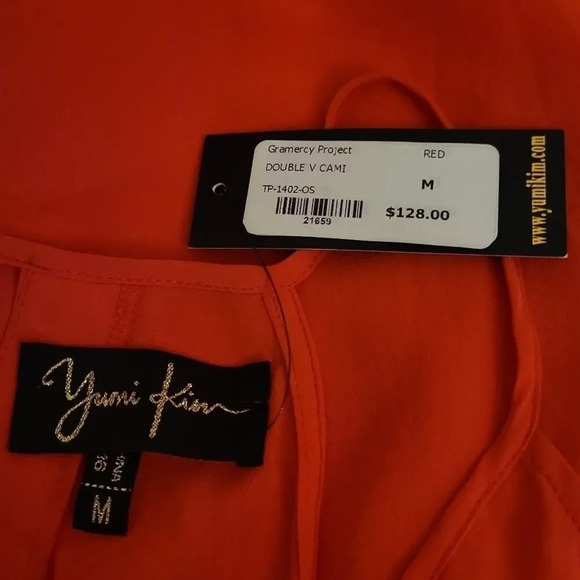 Gramercy Project RED
DOUBLE V CAMI
TP-1402-OS M
21659 $128.00
www.yumikim.com
Yumi Kim
M